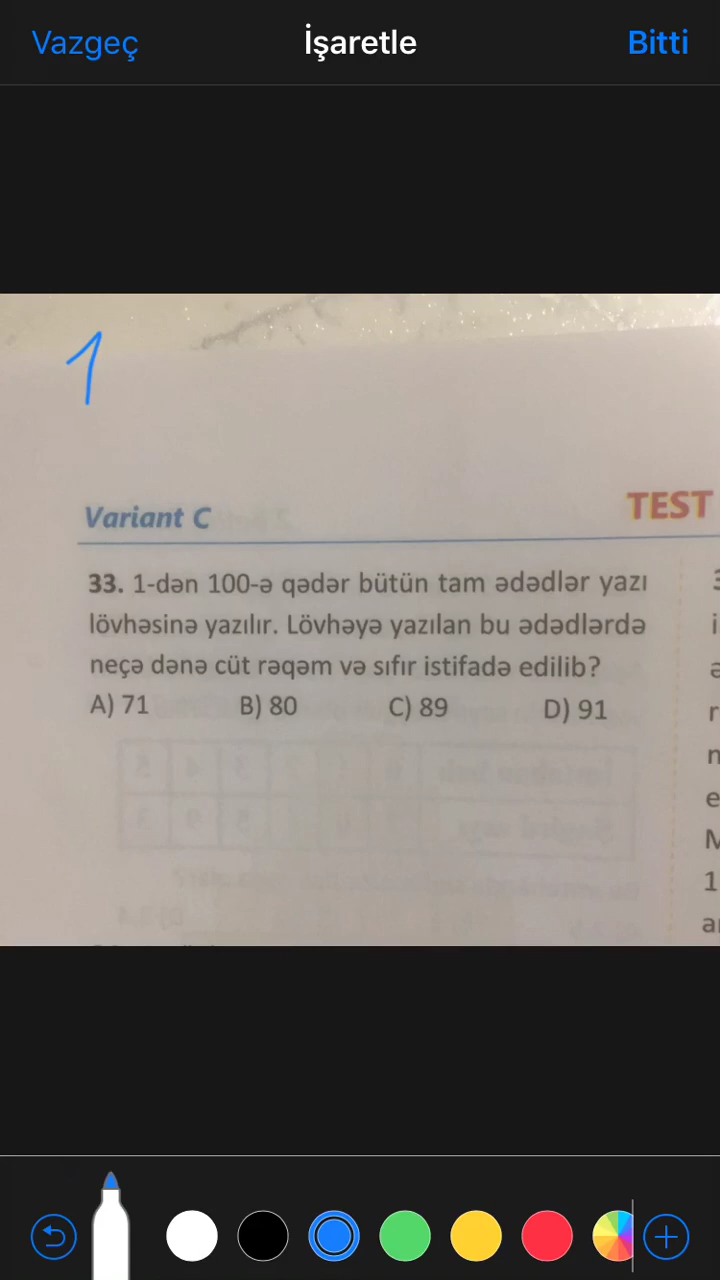 Vazgeç İşaretle Bitti
1
Variant C TEST
33. 1-dən 100-ə qədər bütün tam ədədlər yazı
lövhəsinə yazılır. Lövhəyə yazılan bu ədədlərdə
neçə dənə cüt rəqəm və sıfır istifadə edilib?
A) 71 B) 80 C) 89 D) 91